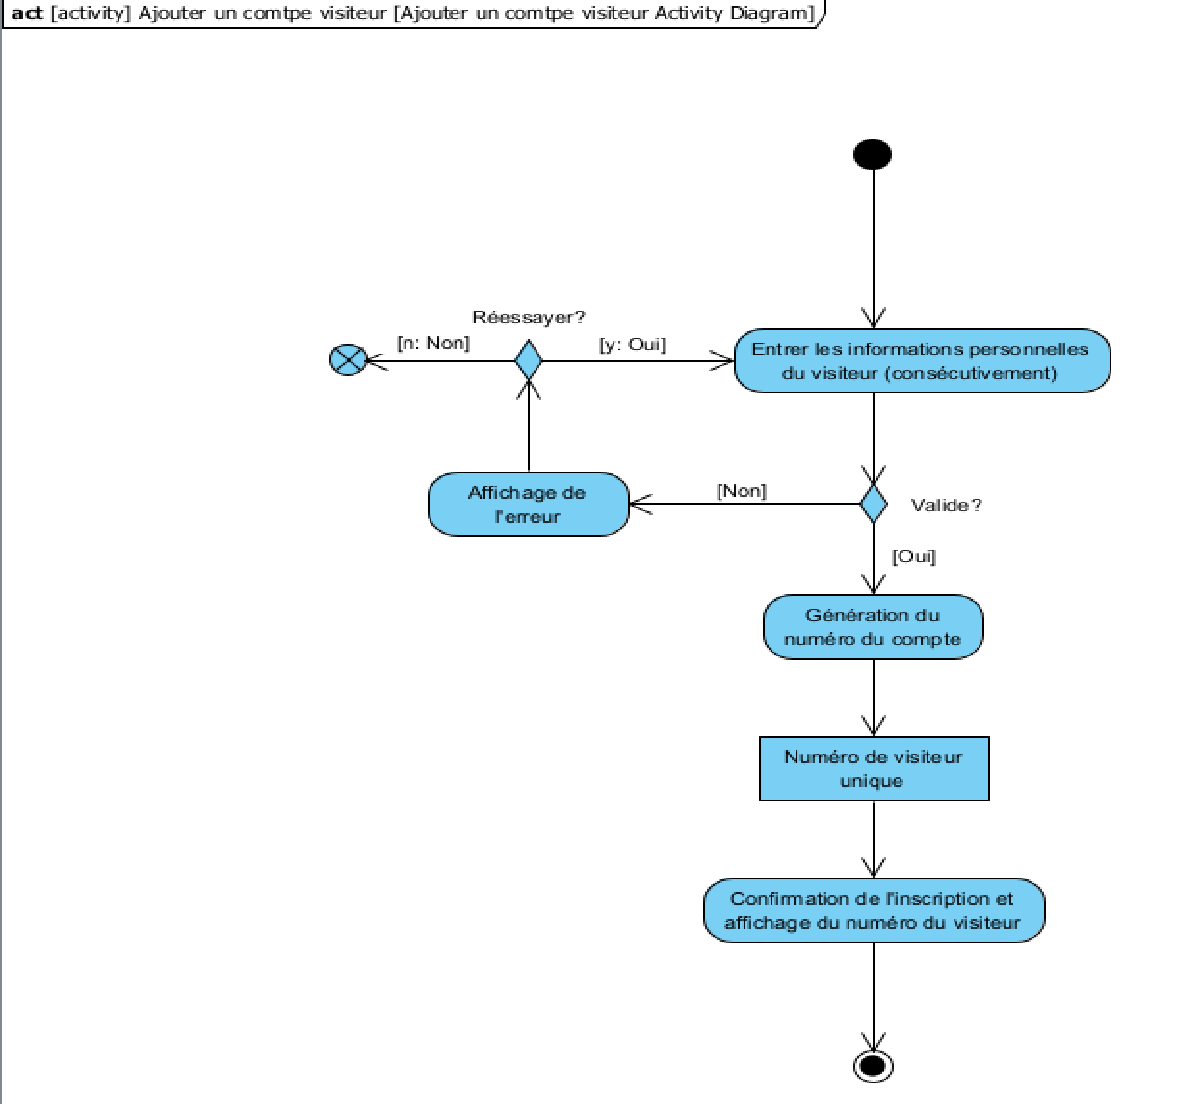 act [activity] Ajouter un comtpe visiteur [Ajouter un comtpe visiteur Activity Diagram]
Réessayer?
[n: Non]
[y: Oui]
Entrer les informations personnelles
du visiteur (consécutivement)
Affichage de
l'erreur
[Non]
Valide?
[Oui]
Génération du
numéro du compte
Numéro de visiteur
unique
Confirmation de l'inscription et
affichage du numéro du visiteur